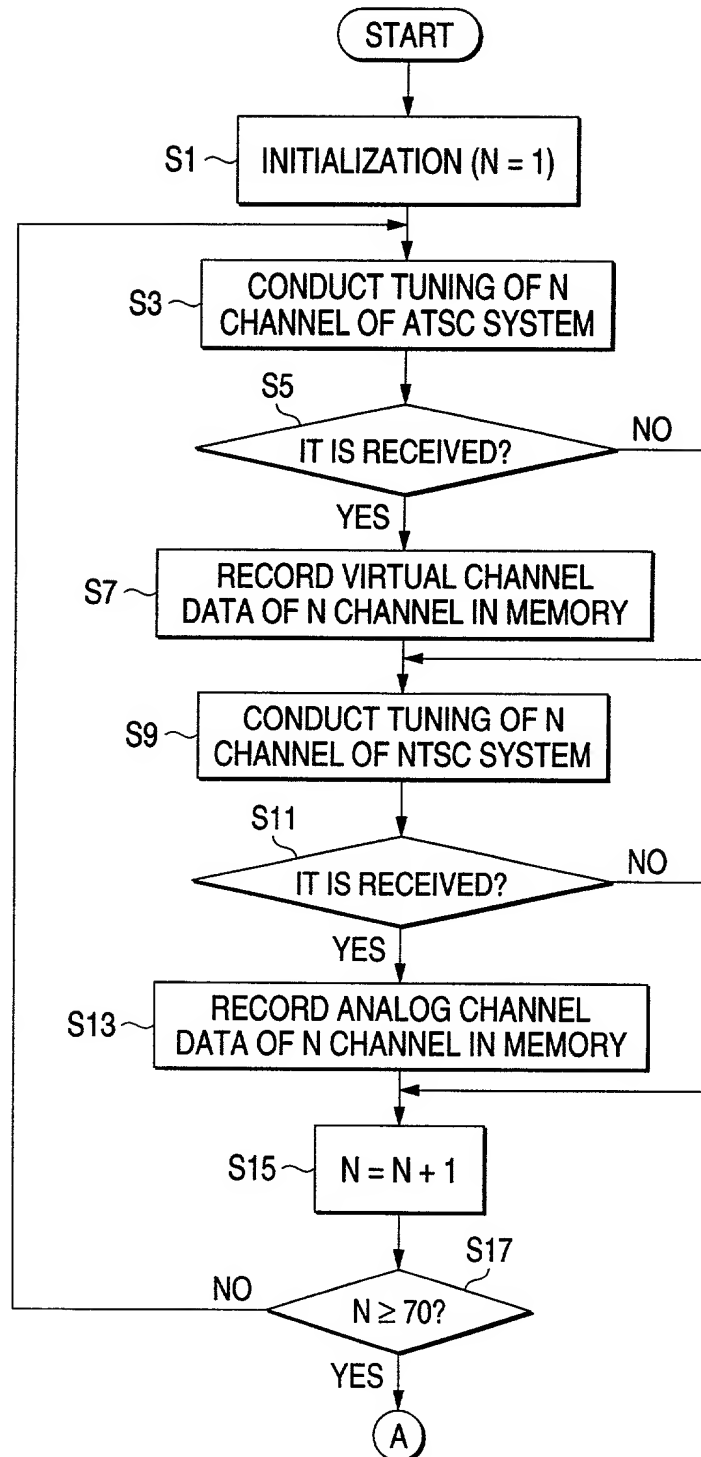 START
S1
INITIALIZATION (N = 1)
S3
CONDUCT TUNING OF N
CHANNEL OF ATSC SYSTEM
S5
IT IS RECEIVED?
NO
YES
S7
RECORD VIRTUAL CHANNEL
DATA OF N CHANNEL IN MEMORY
S9
CONDUCT TUNING OF N
CHANNEL OF NTSC SYSTEM
S11
IT IS RECEIVED?
NO
YES
S13
RECORD ANALOG CHANNEL
DATA OF N CHANNEL IN MEMORY
S15
N = N + 1
S17
NO
N ≥ 70?
YES
A